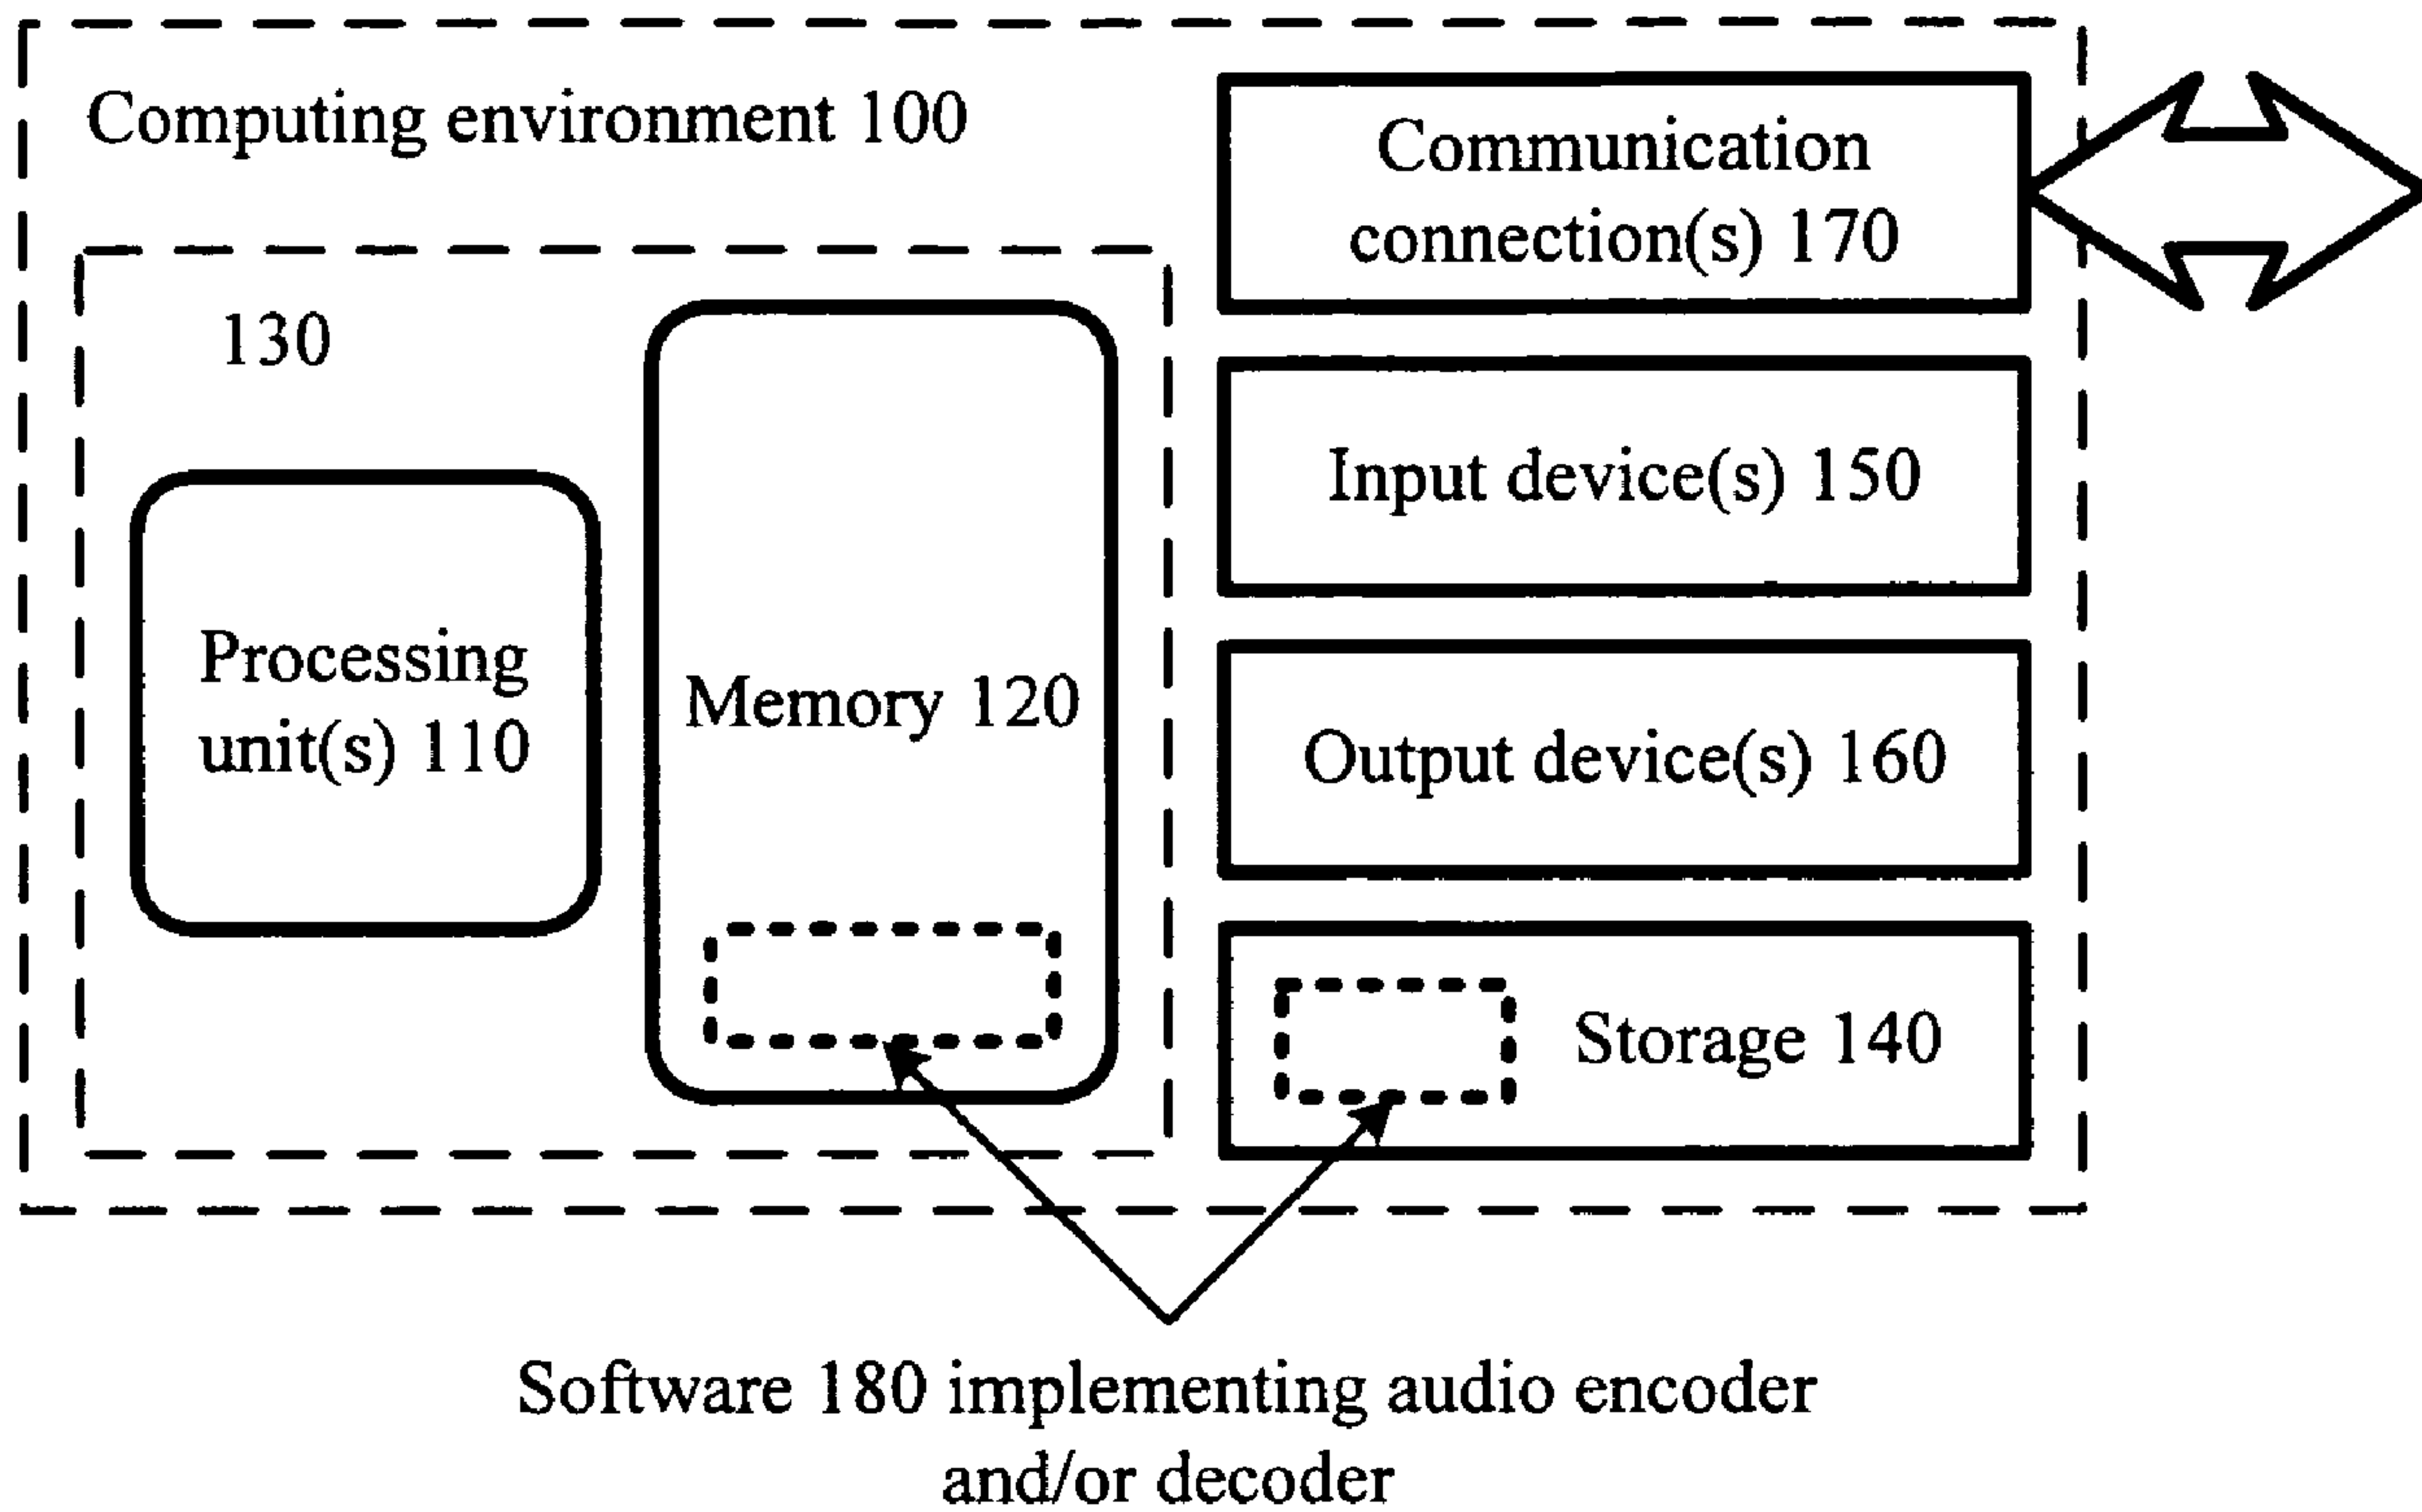 Computing environment 100
Communication
connection(s) 170
130
Input device(s) 150
Processing
unit(s) 110
Memory 120
Output device(s) 160
Storage 140
Software 180 implementing audio encoder
and/or decoder